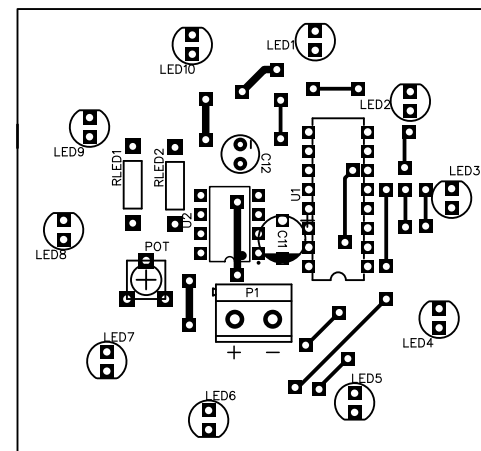 LED1
LED10
LED2
LED9
RLED1
RLED2
C12
LED3
U1
U2
C11
LED8
POT
P1
+
−
LED4
LED7
LED5
LED6